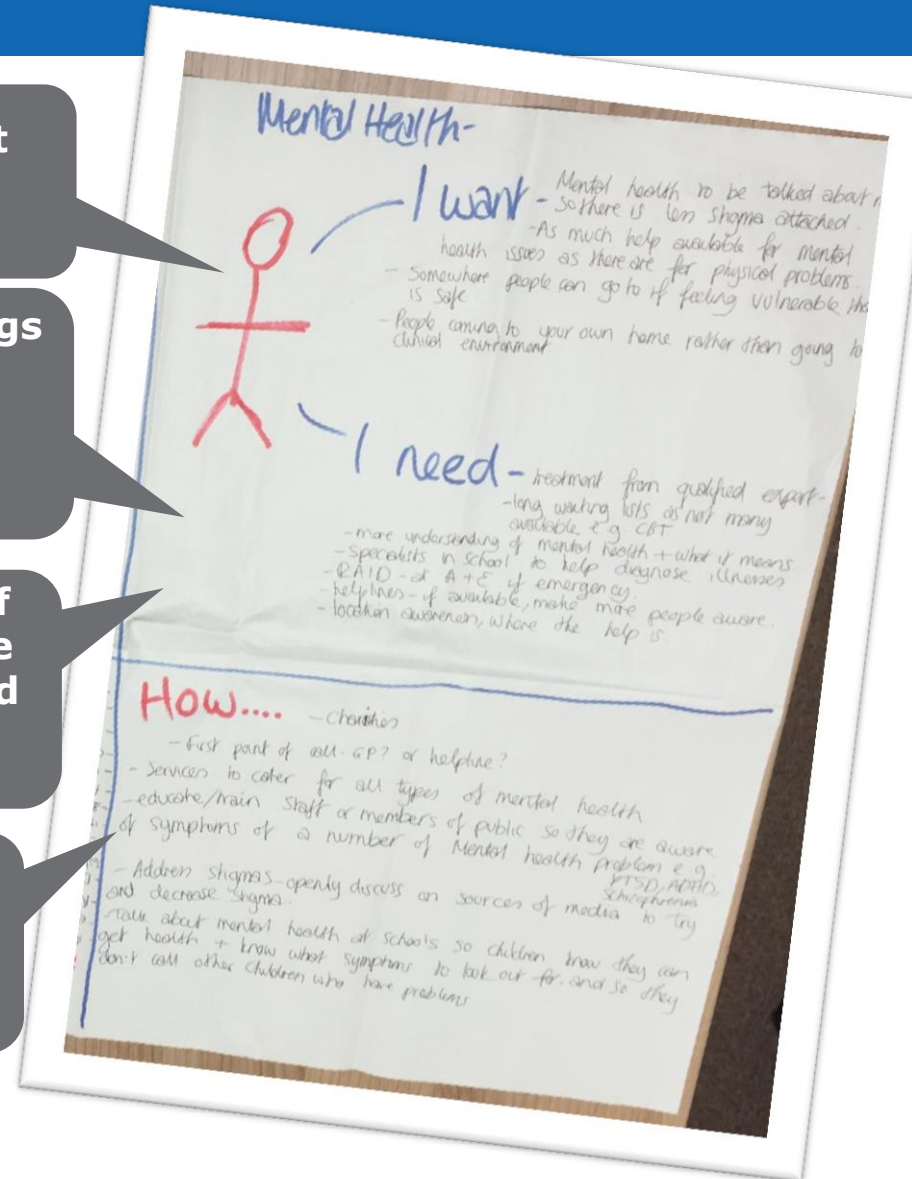 t
gs
f
e
d
Mental Health-
I want - Mental health to be talked about
so there is less stigma attached.
-As much help available for mental
health issues as there are for physical problems.
- Somewhere people can go to if feeling vulnerable
is safe
- People coming to your own home rather then going to
clinical environment
I need - treatment from qualified expert-
-long waiting lists as not many
available e.g CBT
-more understanding of mental health + what it means
-Specialists in school to help diagnose illnesses
-RAID - at A+E if emergency.
-helplines - if available, make more people aware.
- location awareness, where the help is.
How.... - Charities
- First point of call - GP? or helpline?
- Services to cater for all types of mental health
-educate/train staff or members of public so they are aware
of symptoms of a number of Mental health problem e.g.
PTSD, ADHD,
Schizophrenia
- Address stigmas - openly discuss on sources of media to try
and decrease stigma.
-Talk about mental health at schools so children know they can
get health + know what symptoms to look out for. and so they
don't call other children who have problems